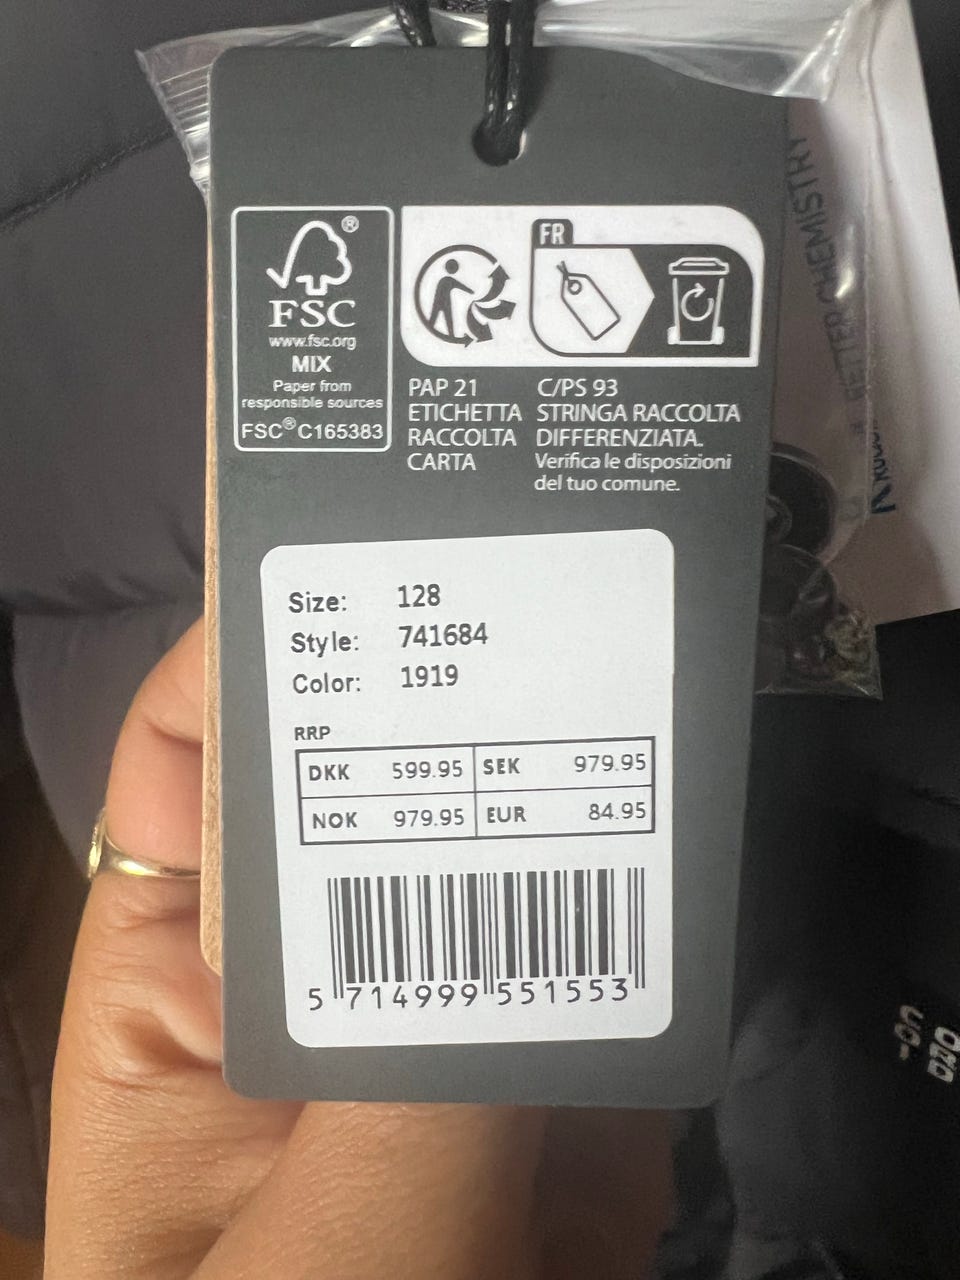 ®
FSC
www.fsc.org
MIX
Paper from
responsible sources
FSC® C165383
FR
PAP 21
ETICHETTA
RACCOLTA
CARTA
C/PS 93
STRINGA RACCOLTA
DIFFERENZIATA.
Verifica le disposizioni
del tuo comune.
Size: 128
Style: 741684
Color: 1919
RRP
DKK 599.95 SEK 979.95
NOK 979.95 EUR 84.95
5 714999 551553
BETTER CHEMISTRY